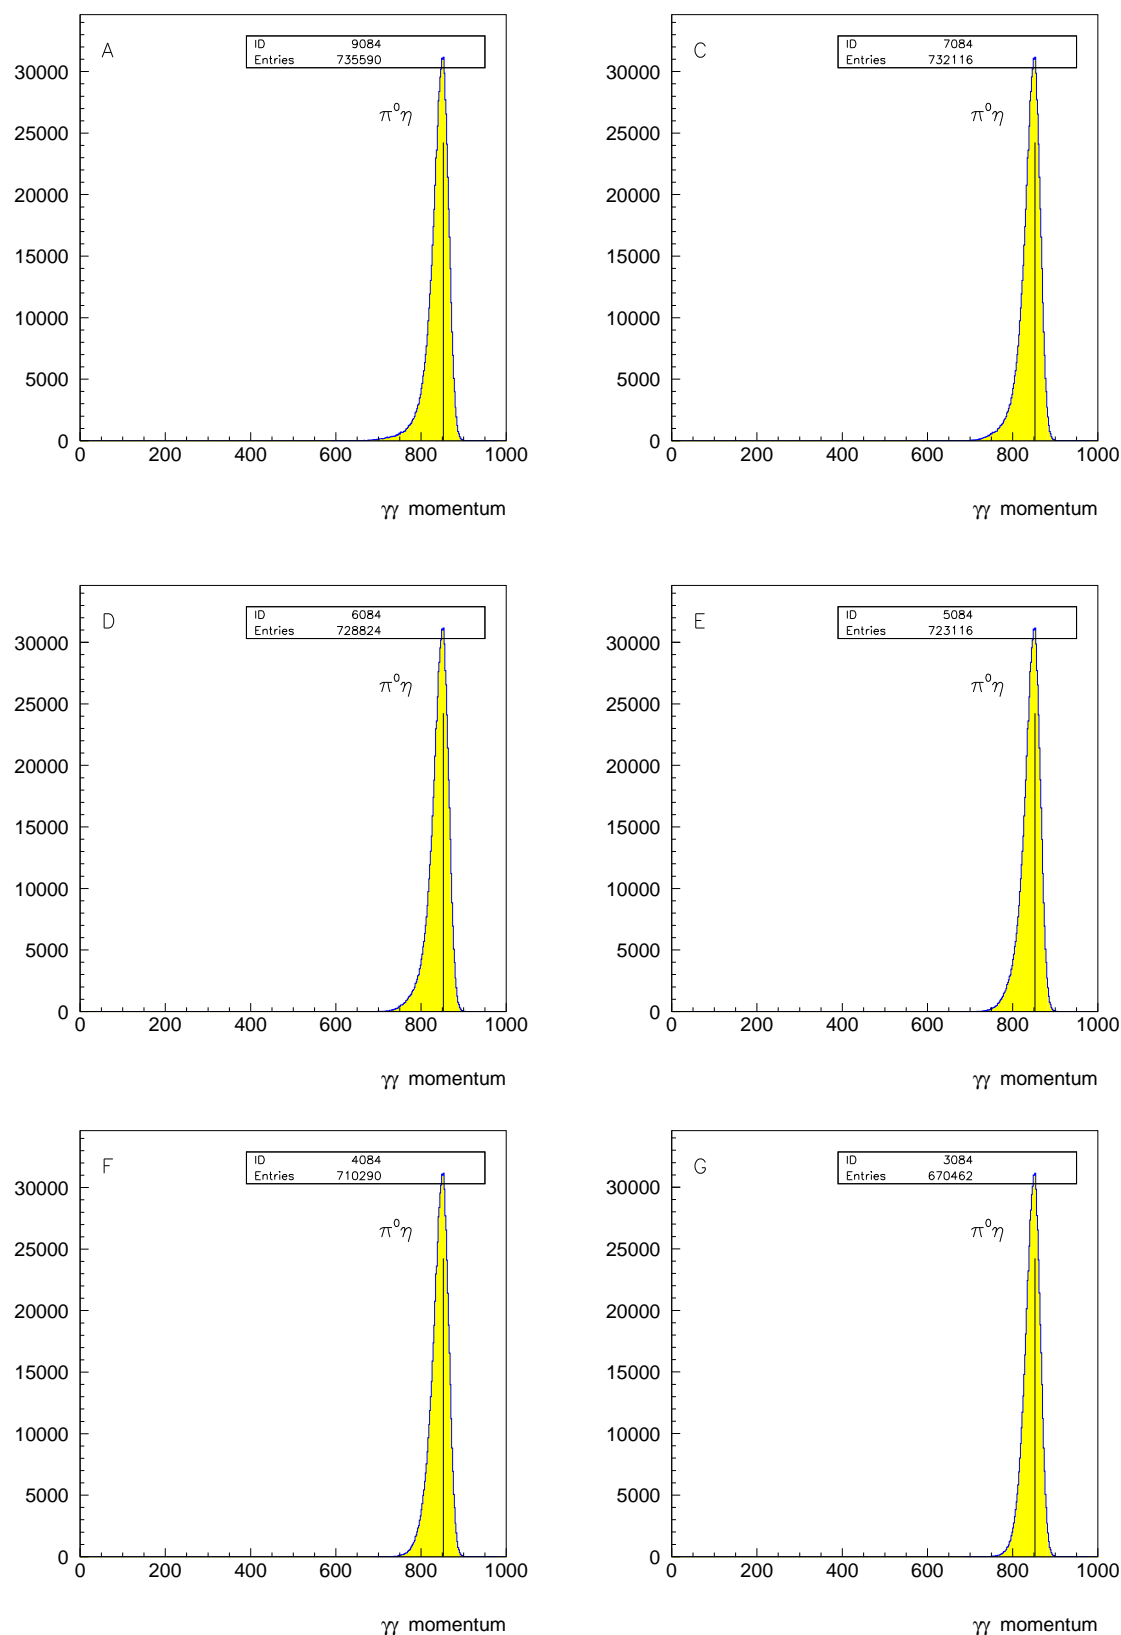 A
ID 9084
Entries 735590
π⁰η
30000
25000
20000
15000
10000
5000
0
0 200 400 600 800 1000
γγ momentum
C
ID 7084
Entries 732116
π⁰η
30000
25000
20000
15000
10000
5000
0
0 200 400 600 800 1000
γγ momentum
D
ID 6084
Entries 728824
π⁰η
30000
25000
20000
15000
10000
5000
0
0 200 400 600 800 1000
γγ momentum
E
ID 5084
Entries 723116
π⁰η
30000
25000
20000
15000
10000
5000
0
0 200 400 600 800 1000
γγ momentum
F
ID 4084
Entries 710290
π⁰η
30000
25000
20000
15000
10000
5000
0
0 200 400 600 800 1000
γγ momentum
G
ID 3084
Entries 670462
π⁰η
30000
25000
20000
15000
10000
5000
0
0 200 400 600 800 1000
γγ momentum